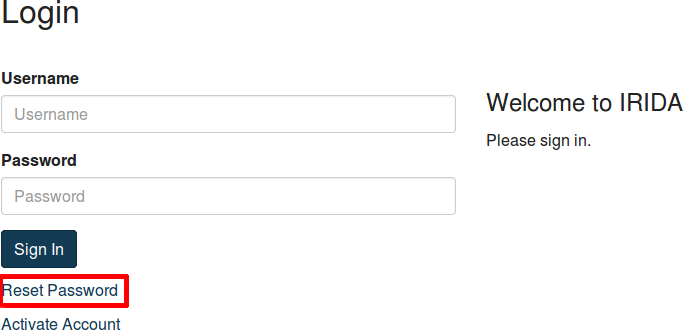 Login
Username
Username
Password
Password
Sign In
Reset Password
Activate Account
Welcome to IRIDA
Please sign in.